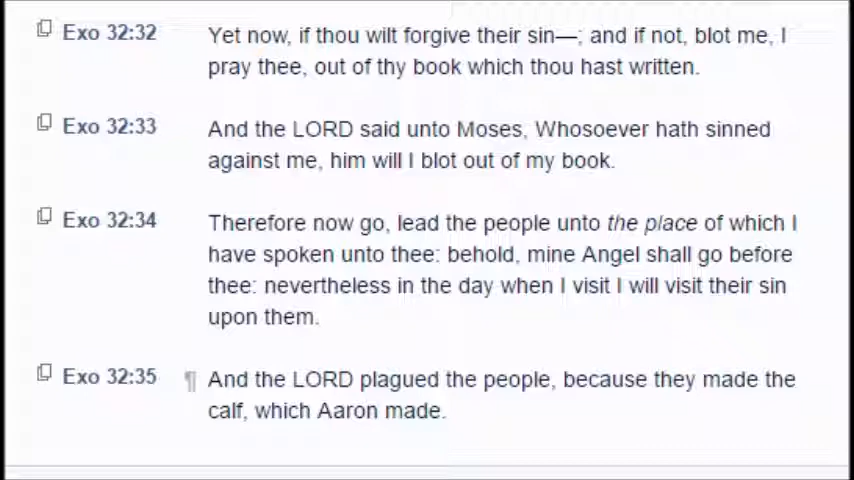 Exo 32:32 Yet now, if thou wilt forgive their sin—; and if not, blot me, I
pray thee, out of thy book which thou hast written.
Exo 32:33 And the LORD said unto Moses, Whosoever hath sinned
against me, him will I blot out of my book.
Exo 32:34 Therefore now go, lead the people unto the place of which I
have spoken unto thee: behold, mine Angel shall go before
thee: nevertheless in the day when I visit I will visit their sin
upon them.
Exo 32:35 ¶ And the LORD plagued the people, because they made the
calf, which Aaron made.